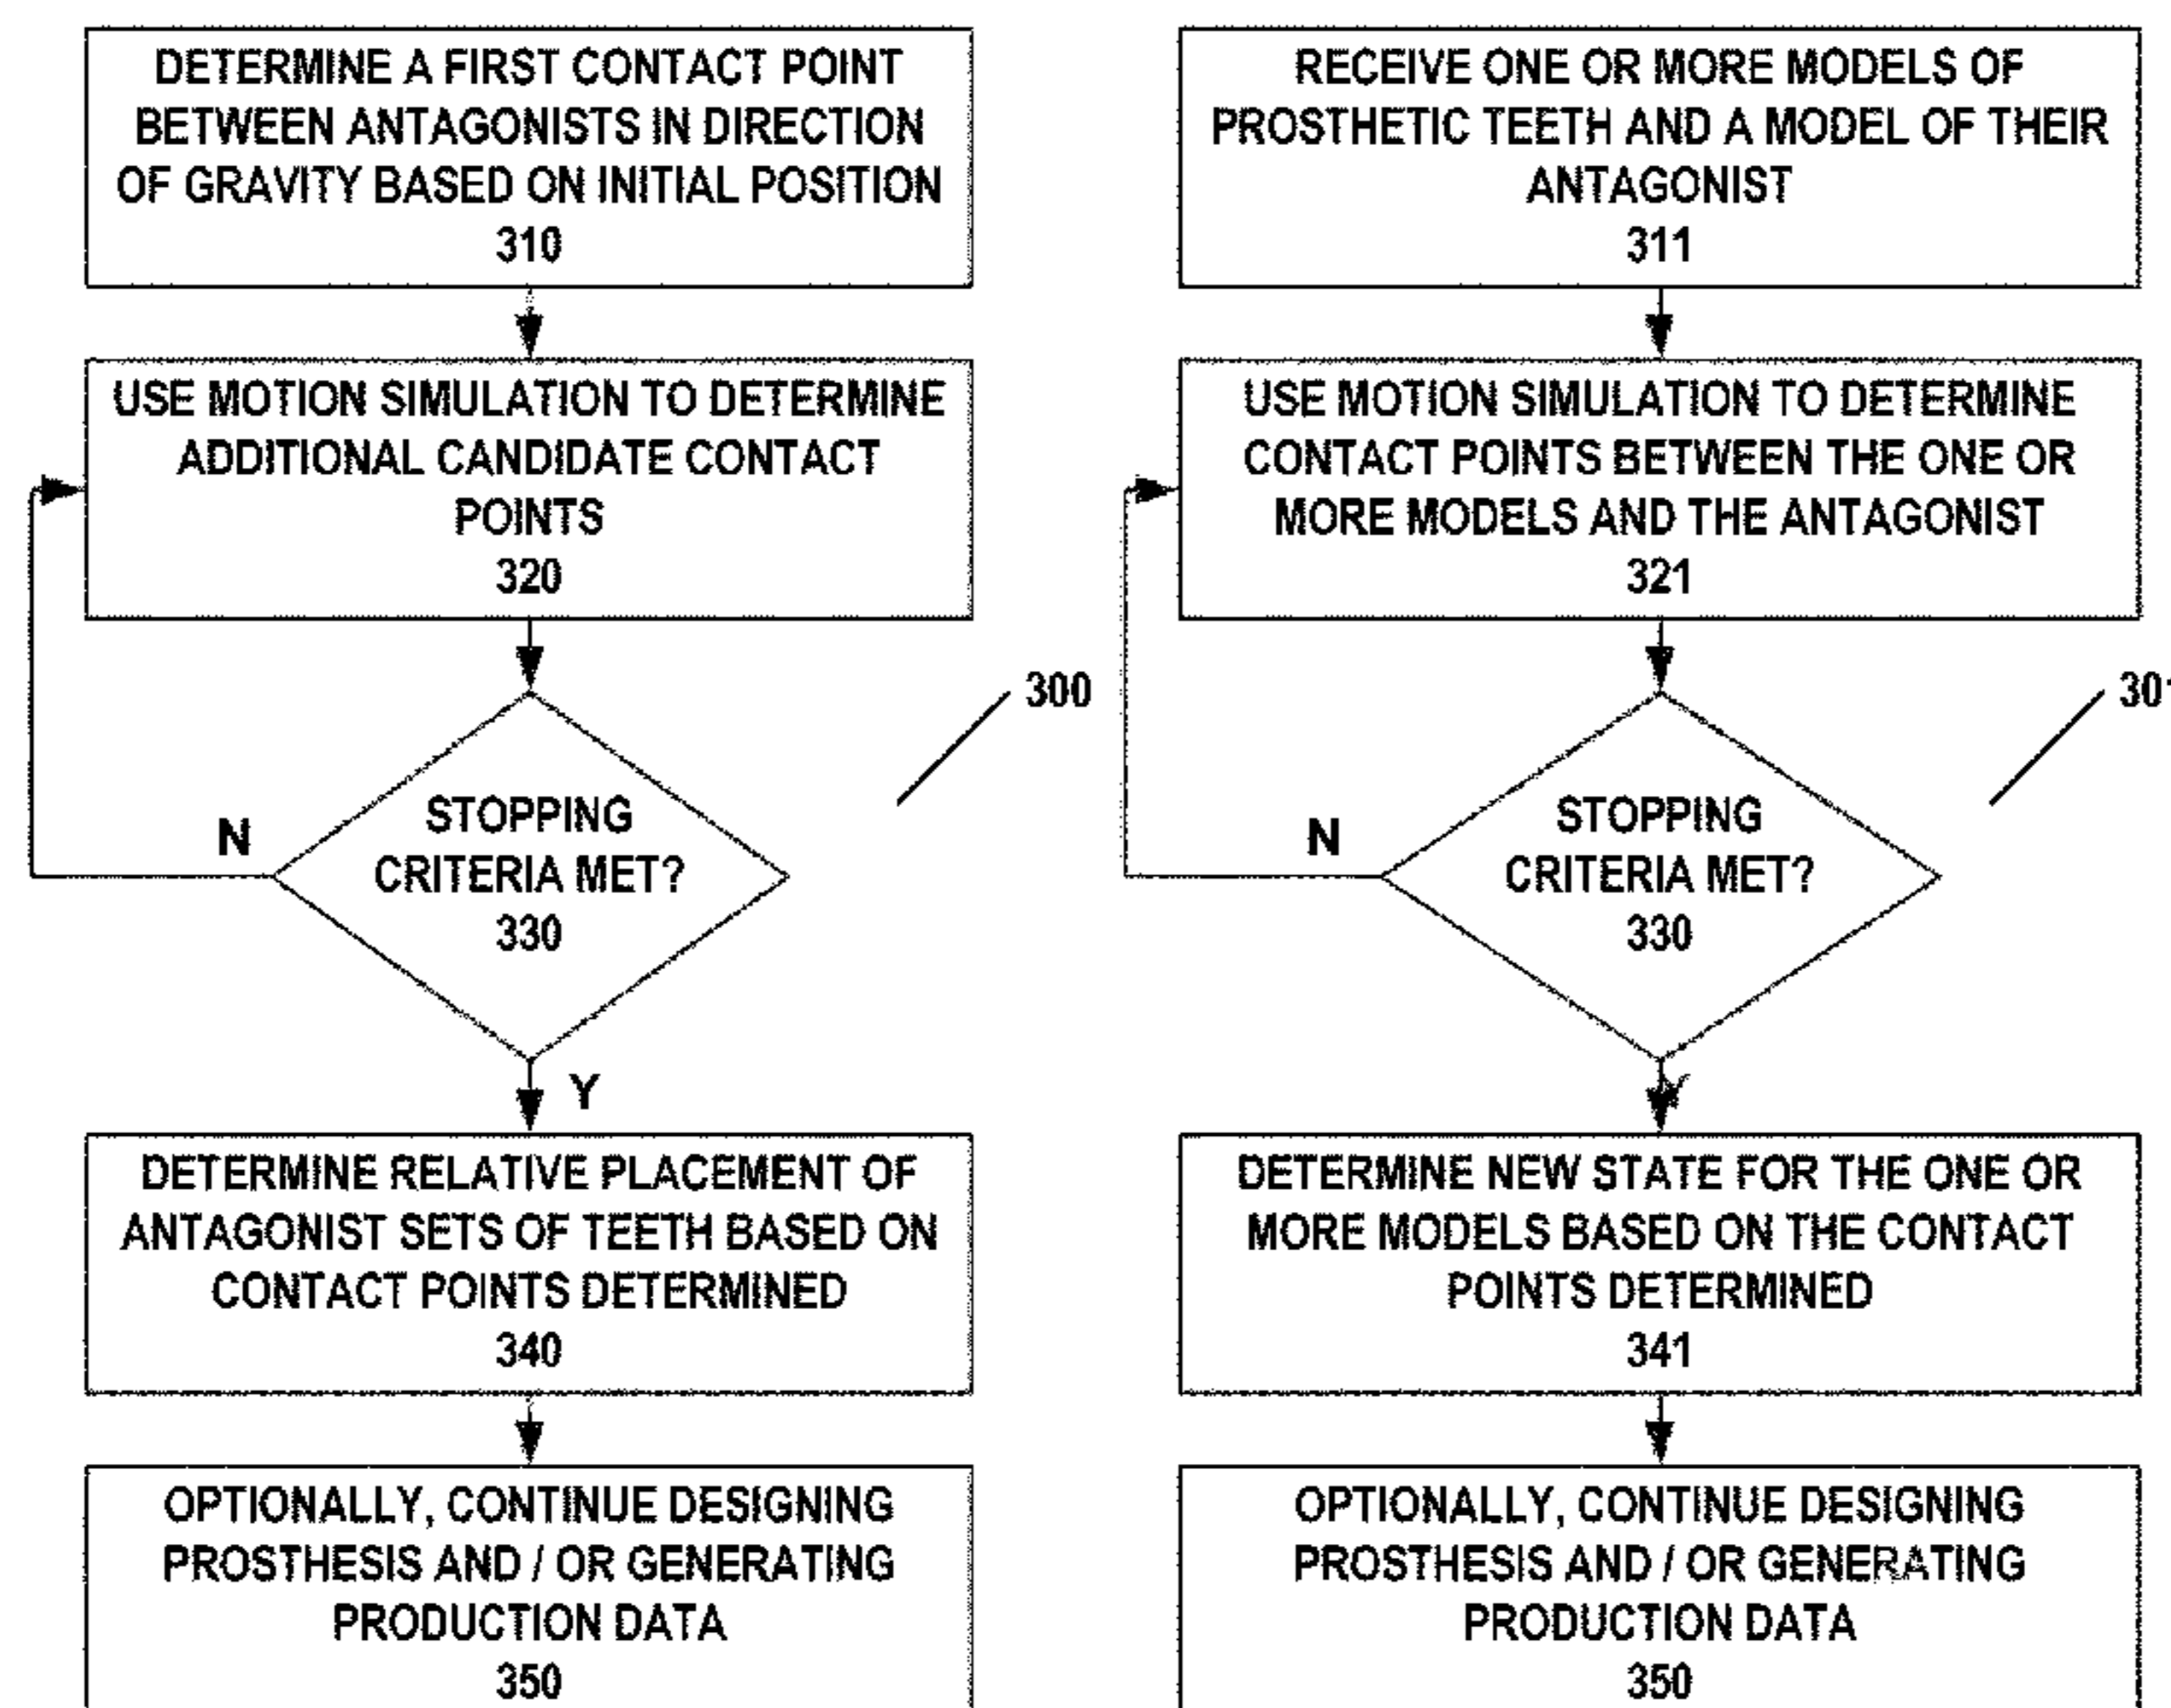 DETERMINE A FIRST CONTACT POINT
BETWEEN ANTAGONISTS IN DIRECTION
OF GRAVITY BASED ON INITIAL POSITION
310
USE MOTION SIMULATION TO DETERMINE
ADDITIONAL CANDIDATE CONTACT
POINTS
320
300
N
STOPPING
CRITERIA MET?
330
Y
DETERMINE RELATIVE PLACEMENT OF
ANTAGONIST SETS OF TEETH BASED ON
CONTACT POINTS DETERMINED
340
OPTIONALLY, CONTINUE DESIGNING
PROSTHESIS AND / OR GENERATING
PRODUCTION DATA
350
RECEIVE ONE OR MORE MODELS OF
PROSTHETIC TEETH AND A MODEL OF THEIR
ANTAGONIST
311
USE MOTION SIMULATION TO DETERMINE
CONTACT POINTS BETWEEN THE ONE OR
MORE MODELS AND THE ANTAGONIST
321
301
N
STOPPING
CRITERIA MET?
330
Y
DETERMINE NEW STATE FOR THE ONE OR
MORE MODELS BASED ON THE CONTACT
POINTS DETERMINED
341
OPTIONALLY, CONTINUE DESIGNING
PROSTHESIS AND / OR GENERATING
PRODUCTION DATA
350